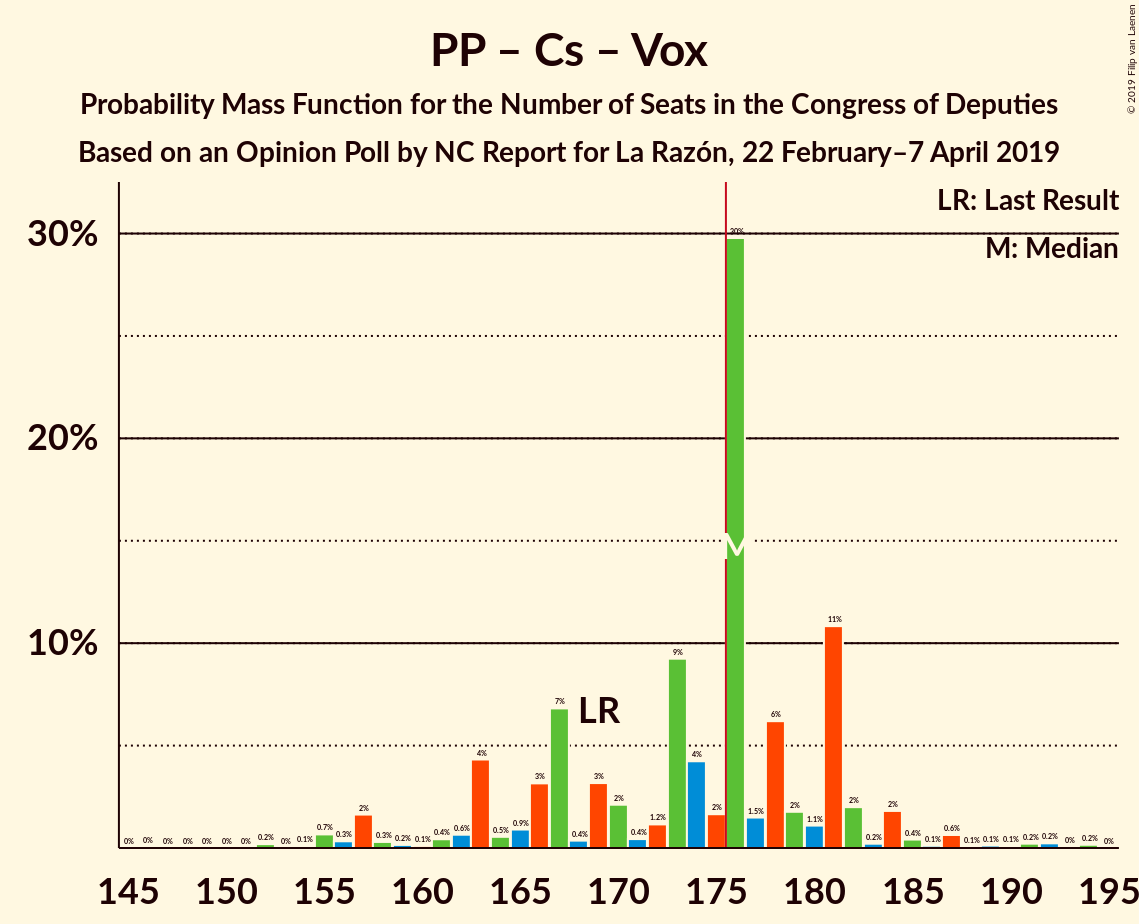 PP – Cs – Vox
Probability Mass Function for the Number of Seats in the Congress of Deputies
Based on an Opinion Poll by NC Report for La Razón, 22 February–7 April 2019
© 2019 Filip van Laenen
LR: Last Result
M: Median
30%
20%
10%
0% 0% 0% 0% 0% 0% 0% 0.2% 0% 0.1% 0.7% 0.3% 2% 0.3% 0.2% 0.1% 0.4% 0.6% 4% 0.5% 0.9% 3% 7% 0.4% 3% 2% 0.4% 1.2% 9% 4% 2% 30% 1.5% 6% 2% 1.1% 11% 2% 0.2% 2% 0.4% 0.1% 0.6% 0.1% 0.1% 0.1% 0.2% 0.2% 0% 0.2% 0%
LR
M
145 150 155 160 165 170 175 180 185 190 195